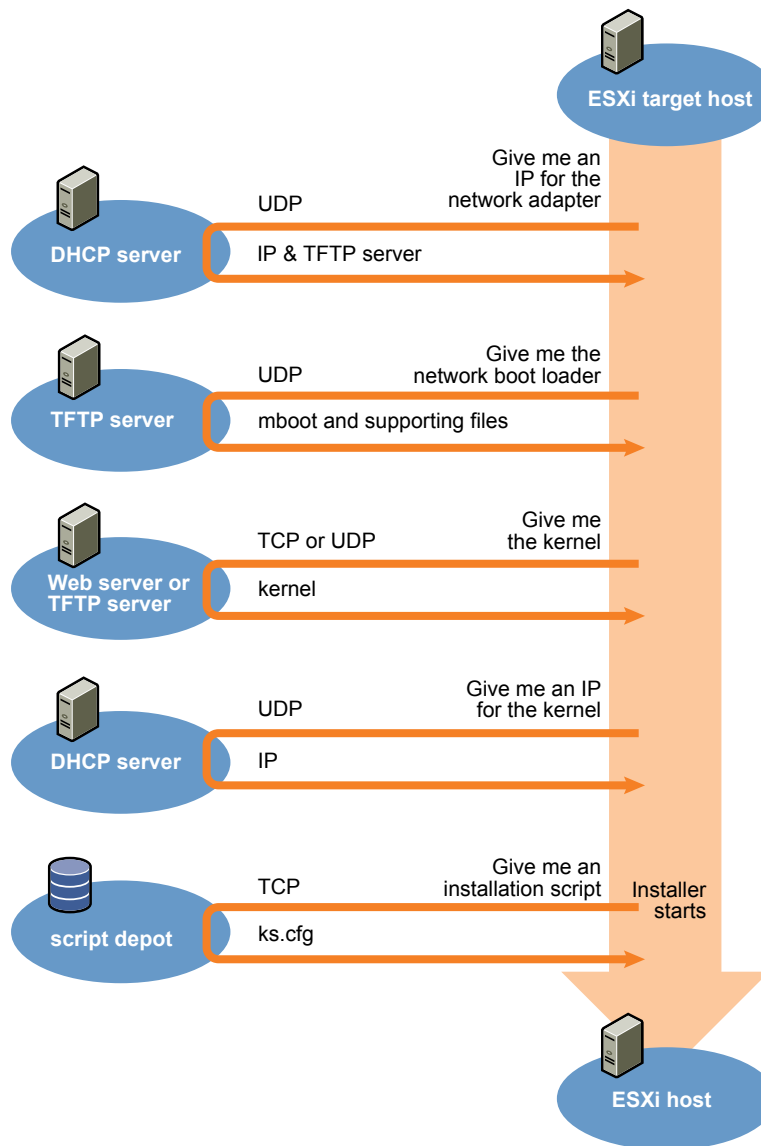 ESXi target host
Give me an
IP for the
network adapter
UDP
DHCP server
IP & TFTP server
Give me the
network boot loader
UDP
TFTP server
mboot and supporting files
Give me
the kernel
TCP or UDP
Web server or
TFTP server
kernel
Give me an IP
for the kernel
UDP
DHCP server
IP
Give me an
installation script
TCP
Installer
starts
script depot
ks.cfg
ESXi host